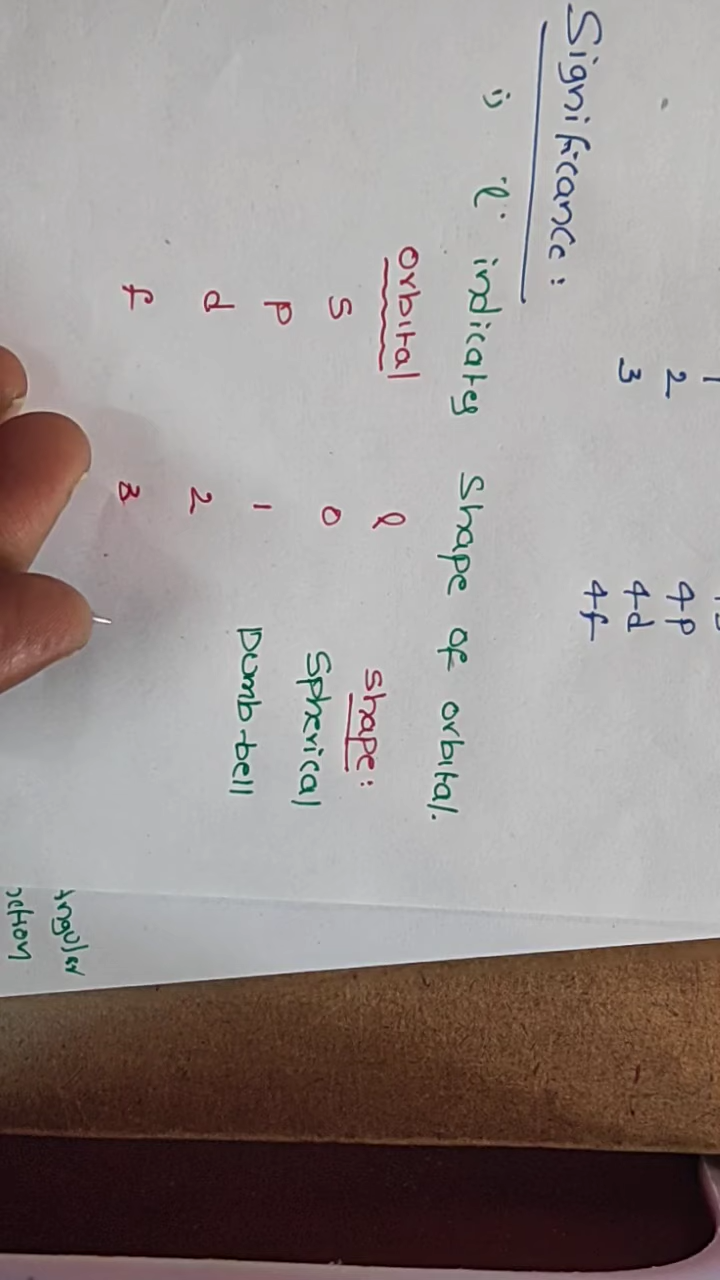 1
2 4p
3 4d
4f
Significance:
i) 'l' indicates shape of orbital.
orbital l shape:
s 0 Spherical
p 1 Dumb-bell
d 2
f 3